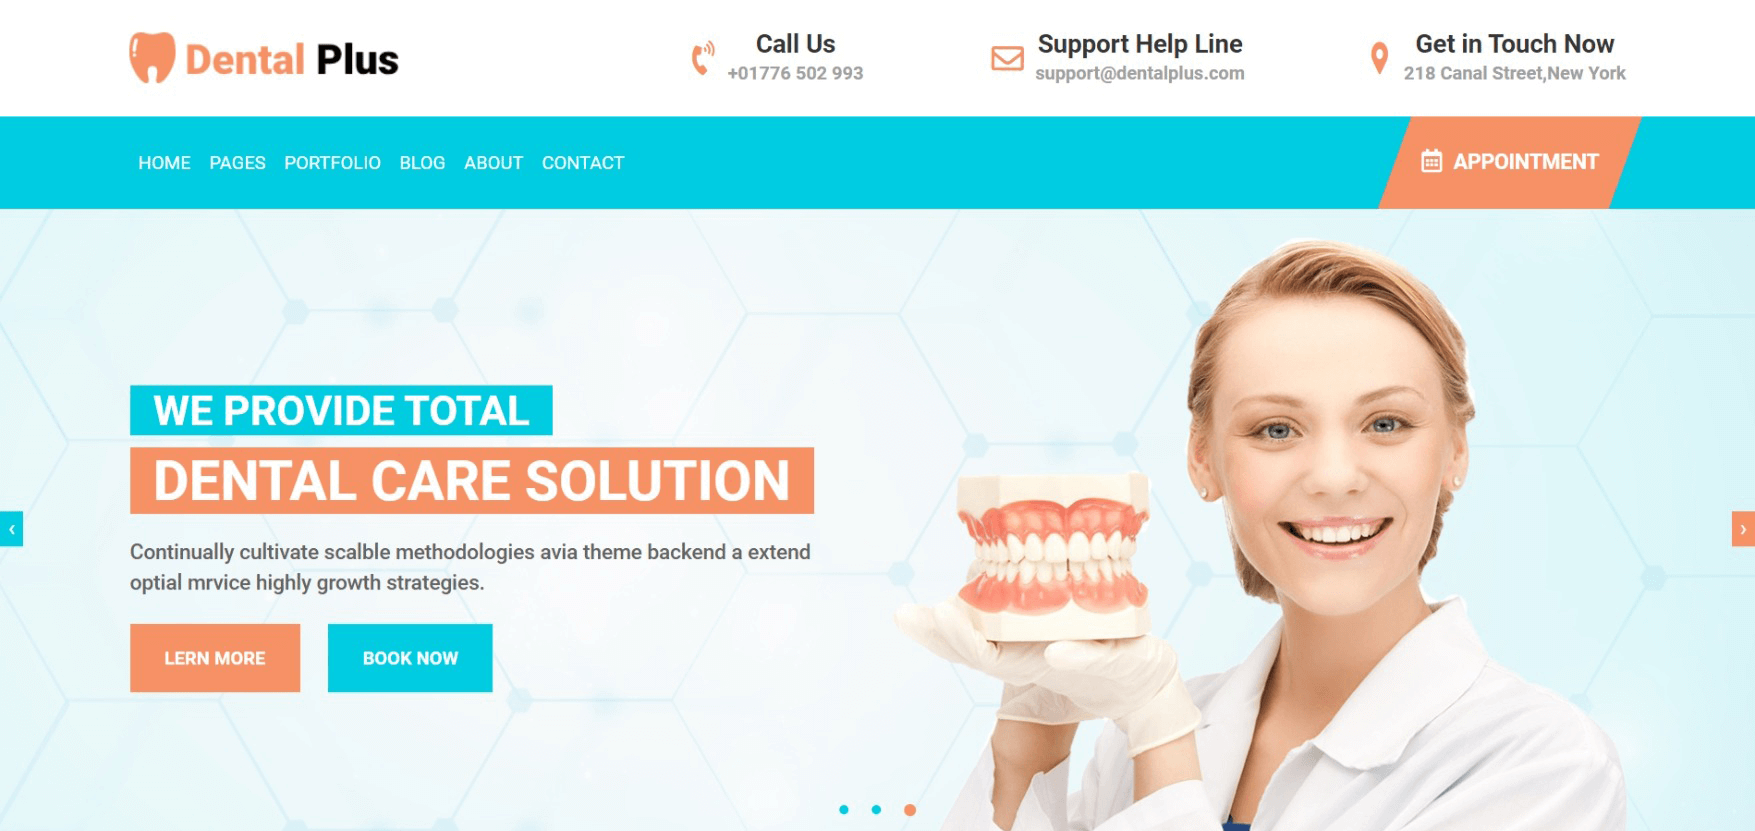 Dental Plus
Call Us
+01776 502 993
Support Help Line
support@dentalplus.com
Get in Touch Now
218 Canal Street,New York
HOME PAGES PORTFOLIO BLOG ABOUT CONTACT
APPOINTMENT
WE PROVIDE TOTAL
DENTAL CARE SOLUTION
Continually cultivate scalble methodologies avia theme backend a extend
optial mrvice highly growth strategies.
LERN MORE
BOOK NOW